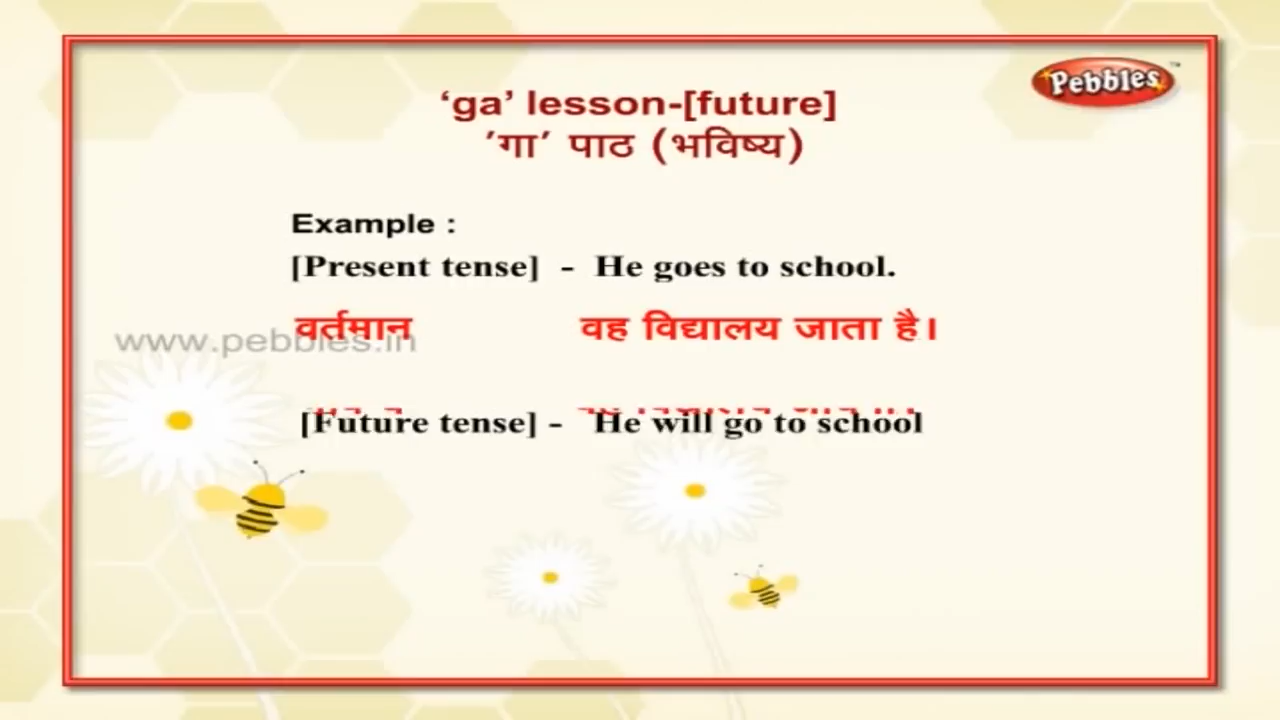 Pebbles™
‘ga’ lesson-[future]
′गा′ पाठ (भविष्य)
Example :
[Present tense] - He goes to school.
वर्तमान वह विद्यालय जाता है।
www.pebbles.in
[Future tense] - He will go to school